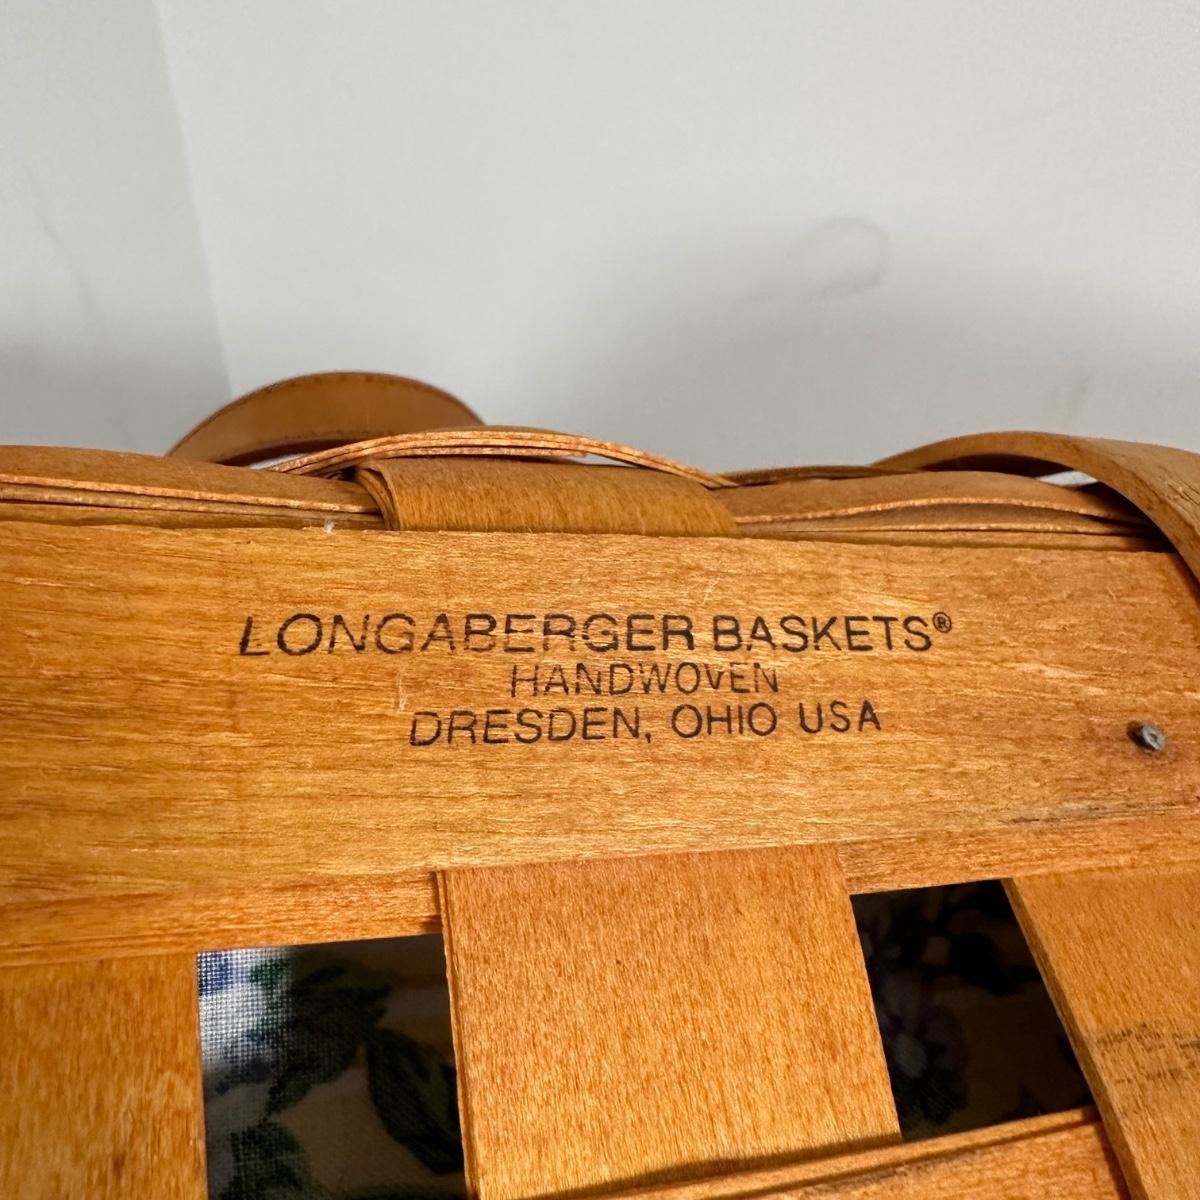 LONGABERGER BASKETS®
HANDWOVEN
DRESDEN, OHIO USA